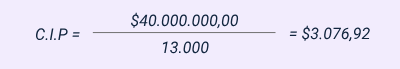 $40.000.000,00
C.I.P = = $3.076,92
13.000